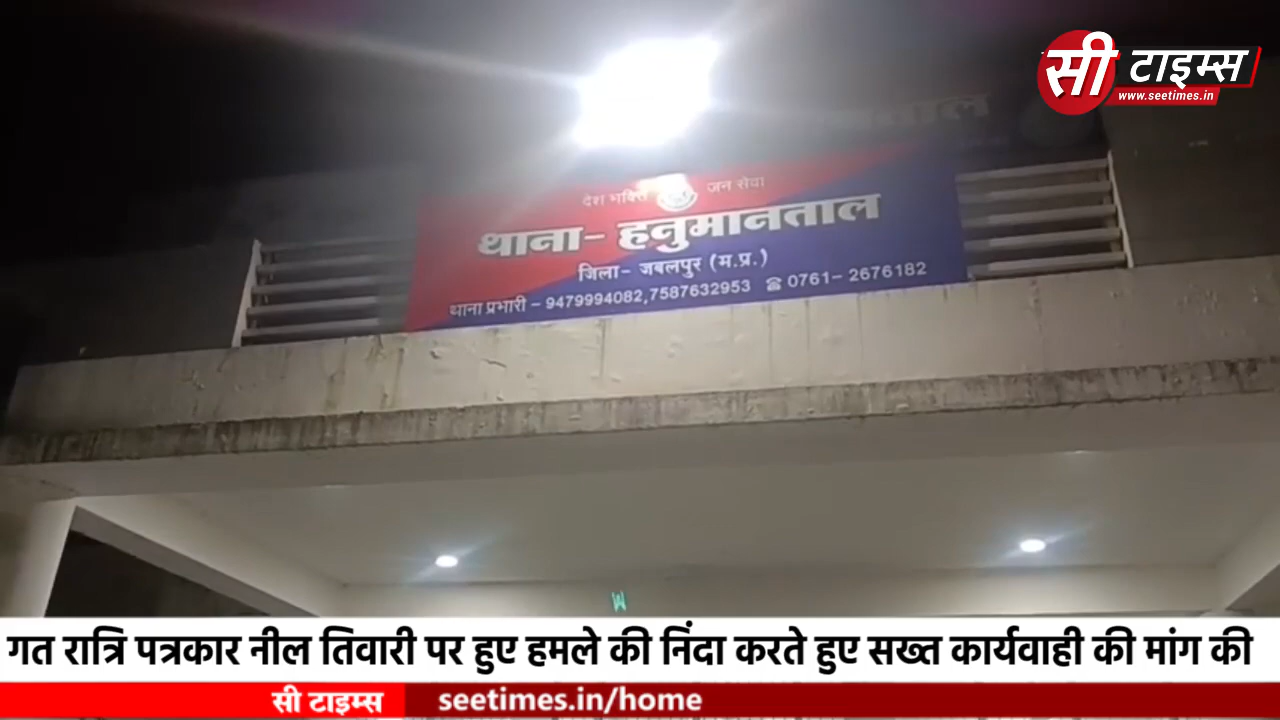 सी टाइम्स
www.seetimes.in
देश भक्ति जन सेवा
थाना- हनुमानताल
जिला- जबलपुर (म.प्र.)
थाना प्रभारी - 9479994082,7587632953 ☎ 0761- 2676182
गत रात्रि पत्रकार नील तिवारी पर हुए हमले की निंदा करते हुए सख्त कार्यवाही की मांग की
सी टाइम्स seetimes.in/home